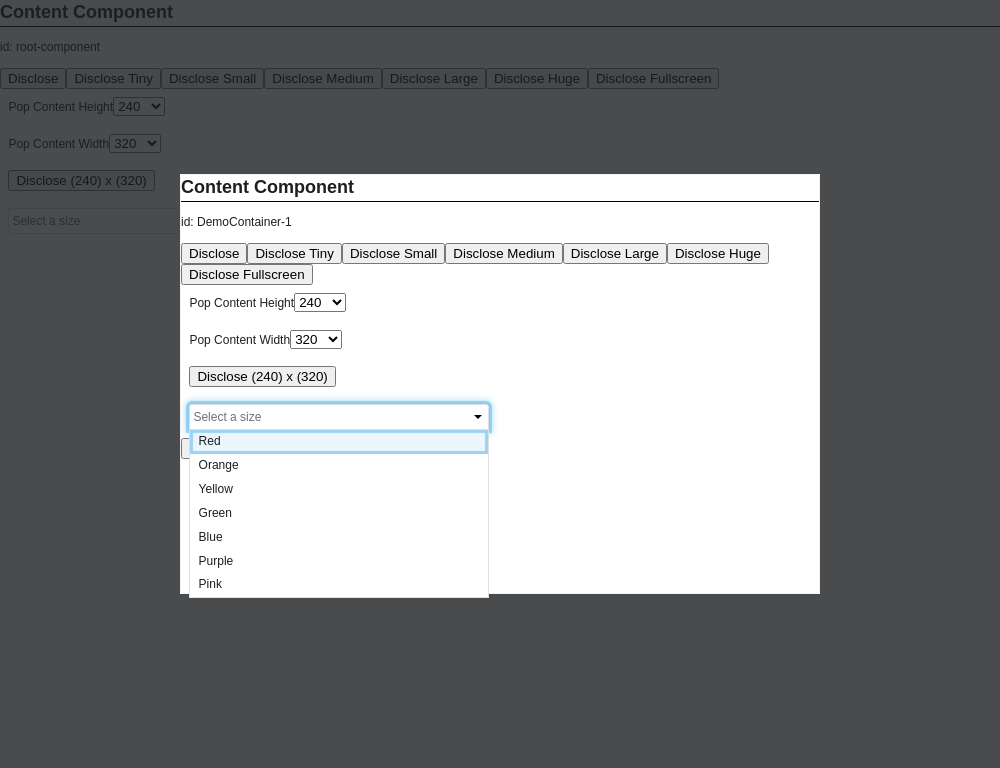 Content Component
id: root-component
Disclose Disclose Tiny Disclose Small Disclose Medium Disclose Large Disclose Huge Disclose Fullscreen
Pop Content Height 240
Pop Content Width 320
Disclose (240) x (320)
Select a size
Content Component
id: DemoContainer-1
Disclose Disclose Tiny Disclose Small Disclose Medium Disclose Large Disclose Huge
Disclose Fullscreen
Pop Content Height 240
Pop Content Width 320
Disclose (240) x (320)
Select a size
Red
Orange
Yellow
Green
Blue
Purple
Pink